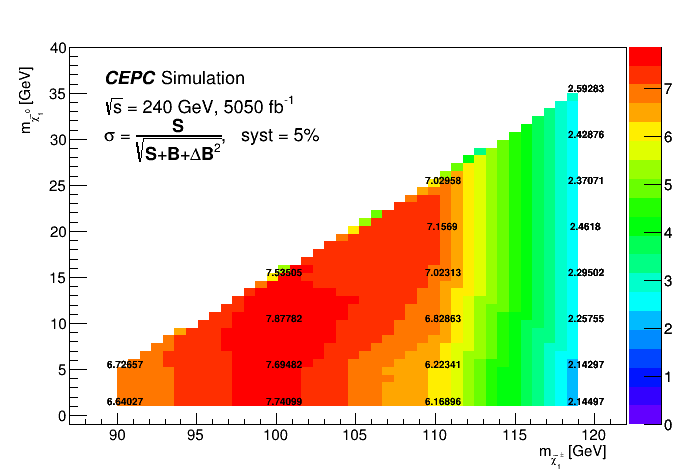 CEPC Simulation
√s = 240 GeV, 5050 fb⁻¹
σ = S / √(S+B+ΔB²), syst = 5%
m_χ̃₁⁰ [GeV]
40
35
30
25
20
15
10
5
0
2.59283
2.42876
7.02958 2.37071
7.1569 2.4618
7.53505 7.02313 2.29502
7.87782 6.82863 2.25755
6.72657 7.69482 6.22341 2.14297
6.64027 7.74099 6.16896 2.14497
90 95 100 105 110 115 120
m_χ̃₁± [GeV]
7
6
5
4
3
2
1
0